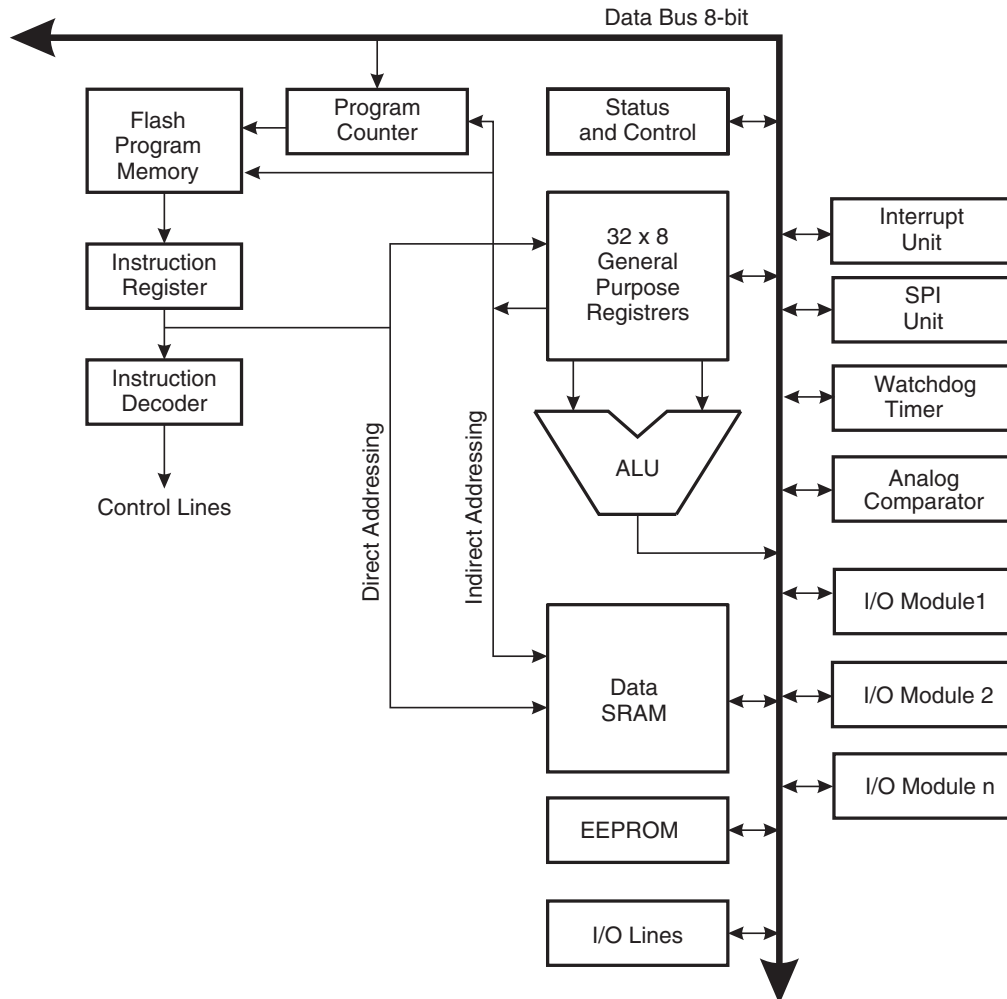 Data Bus 8-bit
Flash
Program
Memory
Program
Counter
Status
and Control
Interrupt
Unit
32 x 8
General
Purpose
Registrers
Instruction
Register
SPI
Unit
Instruction
Decoder
Watchdog
Timer
ALU
Analog
Comparator
Control Lines
Direct Addressing
Indirect Addressing
I/O Module1
Data
SRAM
I/O Module 2
I/O Module n
EEPROM
I/O Lines